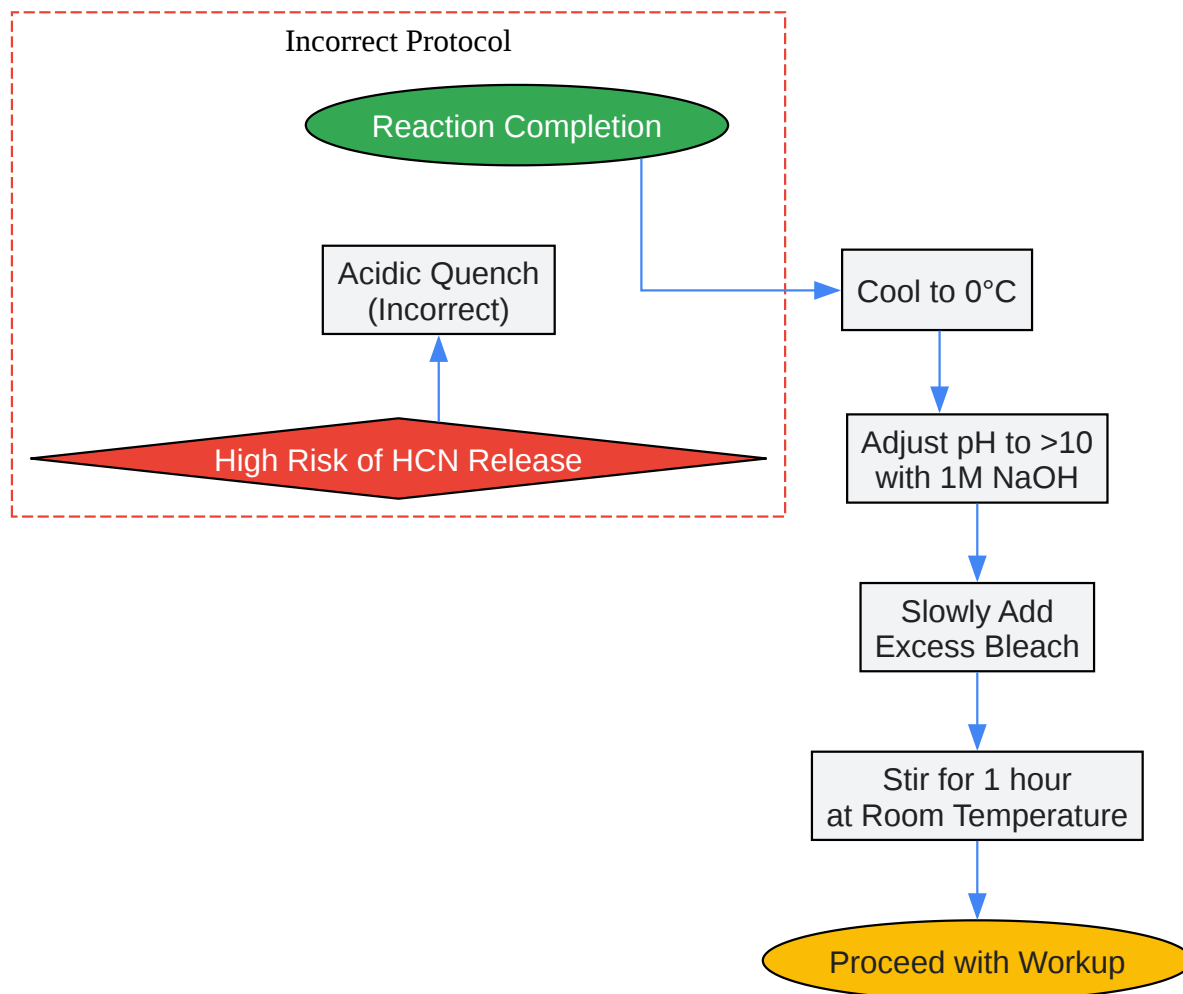 Incorrect Protocol
Reaction Completion
Acidic Quench
(Incorrect)
High Risk of HCN Release
Cool to 0°C
Adjust pH to >10
with 1M NaOH
Slowly Add
Excess Bleach
Stir for 1 hour
at Room Temperature
Proceed with Workup